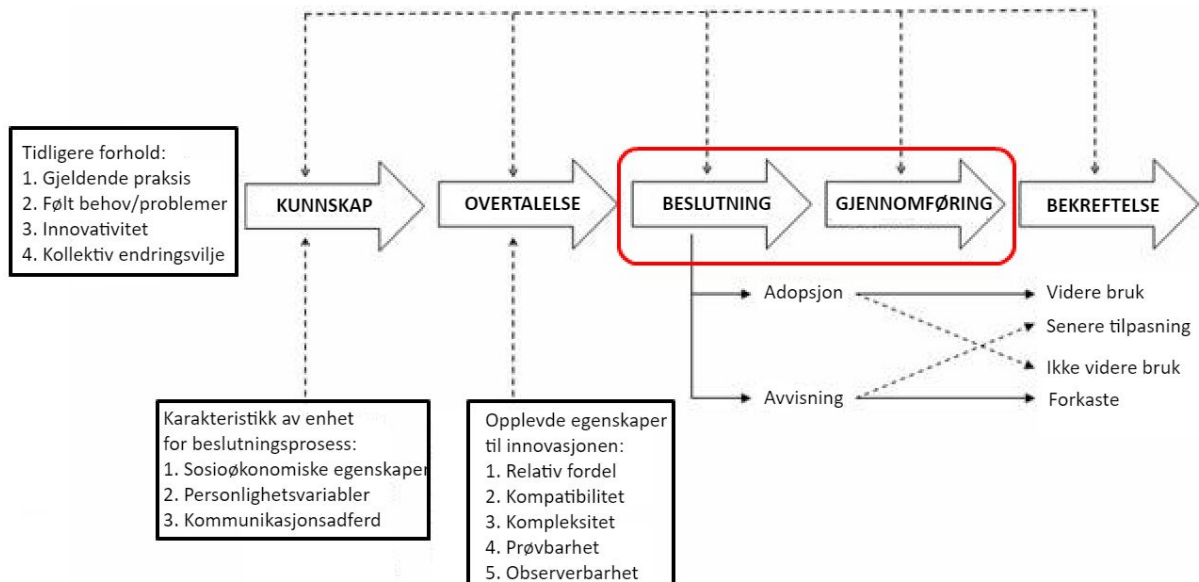 Tidligere forhold:
1. Gjeldende praksis
2. Følt behov/problemer
3. Innovativitet
4. Kollektiv endringsvilje
KUNNSKAP
OVERTALELSE
BESLUTNING
GJENNOMFØRING
BEKREFTELSE
Adopsjon
Avvisning
Videre bruk
Senere tilpasning
Ikke videre bruk
Forkaste
Karakteristikk av enhet
for beslutningsprosess:
1. Sosioøkonomiske egenskaper
2. Personlighetsvariabler
3. Kommunikasjonsadferd
Opplevde egenskaper
til innovasjonen:
1. Relativ fordel
2. Kompatibilitet
3. Kompleksitet
4. Prøvbarhet
5. Observerbarhet